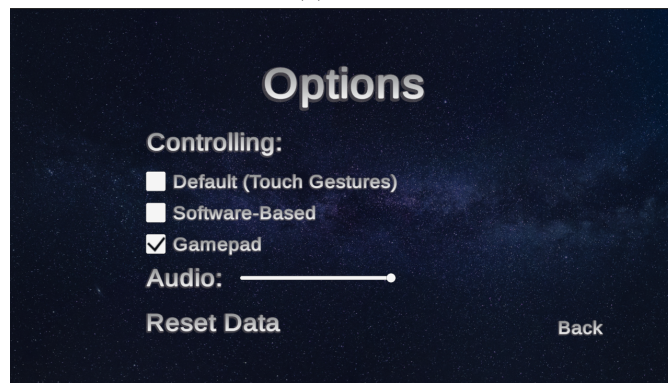 Options
Controlling:
Default (Touch Gestures)
Software-Based
Gamepad
Audio:
Reset Data
Back